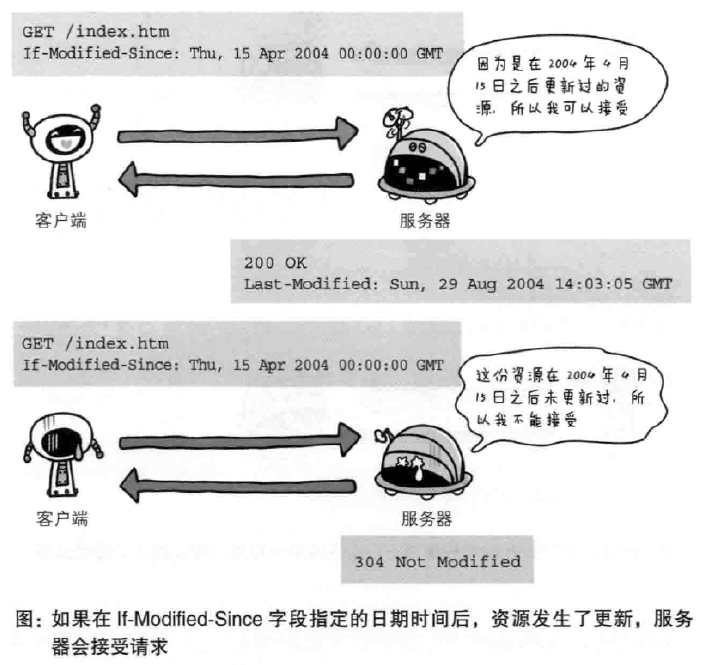 GET /index.htm
If-Modified-Since: Thu, 15 Apr 2004 00:00:00 GMT
因为是在 2004 年 4 月
15 日之后更新过的资
源, 所以我可以接受
客户端
服务器
200 OK
Last-Modified: Sun, 29 Aug 2004 14:03:05 GMT
GET /index.htm
If-Modified-Since: Thu, 15 Apr 2004 00:00:00 GMT
这份资源在 2004 年 4 月
15 日之后未更新过, 所
以我不能接受
客户端
服务器
304 Not Modified
图：如果在 If-Modified-Since 字段指定的日期时间后，资源发生了更新，服务
器会接受请求